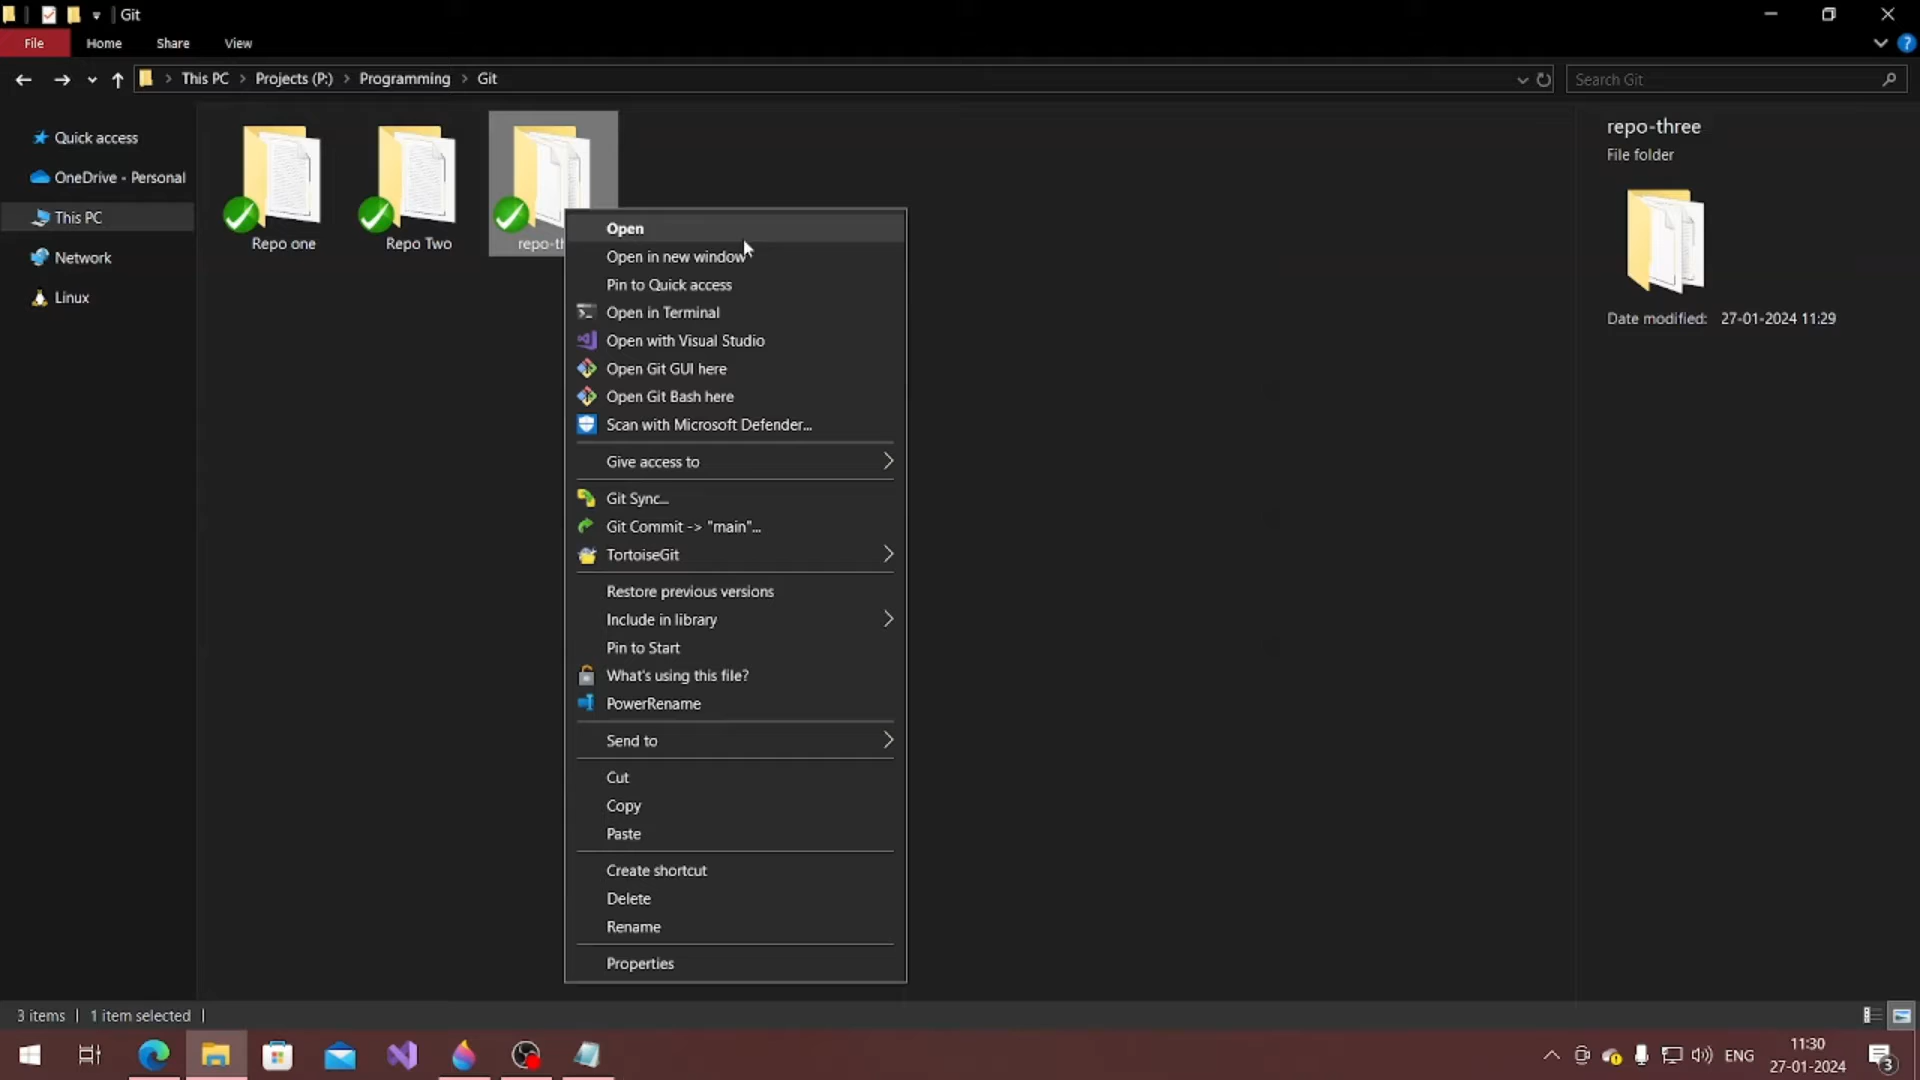 Git
File
Home
Share
View
This PC
Projects (P:)
Programming
Git
Search Git
Quick access
OneDrive - Personal
This PC
Network
Linux
Repo one
Repo Two
repo-th
Open
Open in new window
Pin to Quick access
Open in Terminal
Open with Visual Studio
Open Git GUI here
Open Git Bash here
Scan with Microsoft Defender...
Give access to
Git Sync...
Git Commit -> "main"...
TortoiseGit
Restore previous versions
Include in library
Pin to Start
What's using this file?
PowerRename
Send to
Cut
Copy
Paste
Create shortcut
Delete
Rename
Properties
repo-three
File folder
Date modified: 27-01-2024 11:29
3 items
1 item selected
ENG
11:30
27-01-2024
3